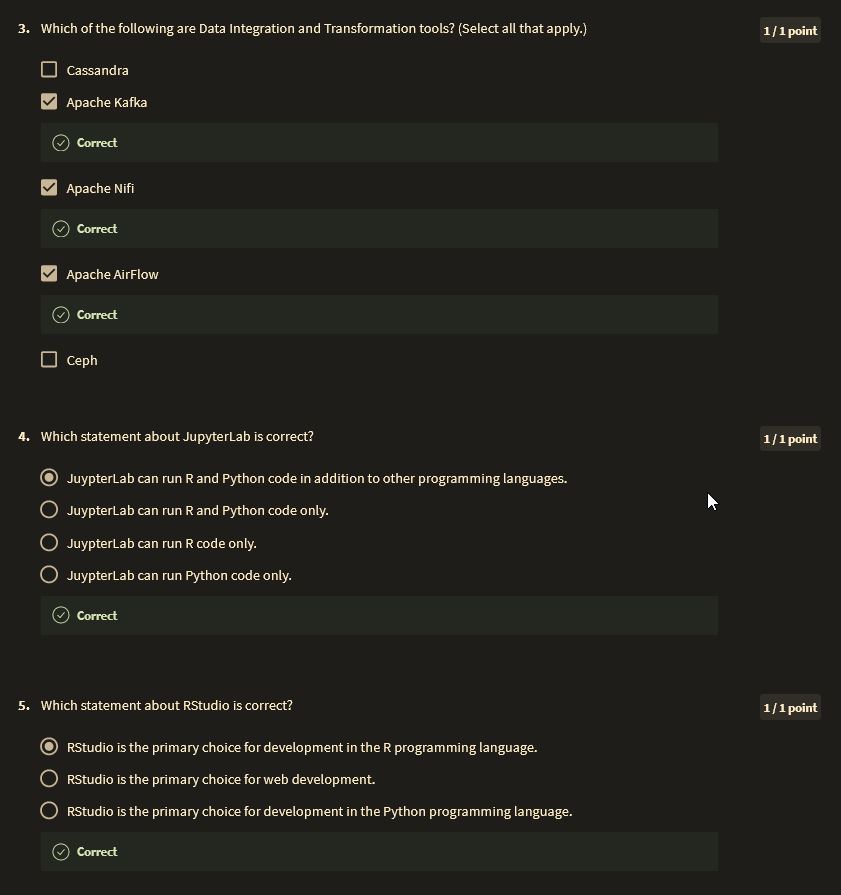 3. Which of the following are Data Integration and Transformation tools? (Select all that apply.)
1 / 1 point
Cassandra
Apache Kafka
Correct
Apache Nifi
Correct
Apache AirFlow
Correct
Ceph
4. Which statement about JupyterLab is correct?
1 / 1 point
JuypterLab can run R and Python code in addition to other programming languages.
JuypterLab can run R and Python code only.
JuypterLab can run R code only.
JuypterLab can run Python code only.
Correct
5. Which statement about RStudio is correct?
1 / 1 point
RStudio is the primary choice for development in the R programming language.
RStudio is the primary choice for web development.
RStudio is the primary choice for development in the Python programming language.
Correct